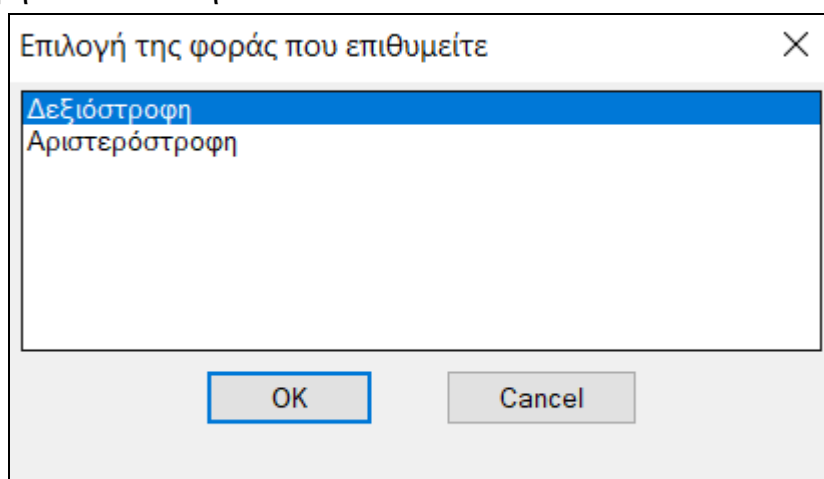 Επιλογή της φοράς που επιθυμείτε
Δεξιόστροφη
Αριστερόστροφη
OK
Cancel